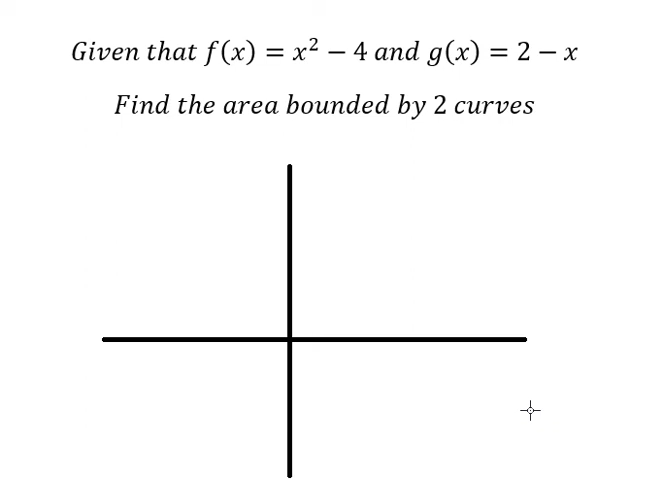 Given that f(x) = x² − 4 and g(x) = 2 − x
Find the area bounded by 2 curves